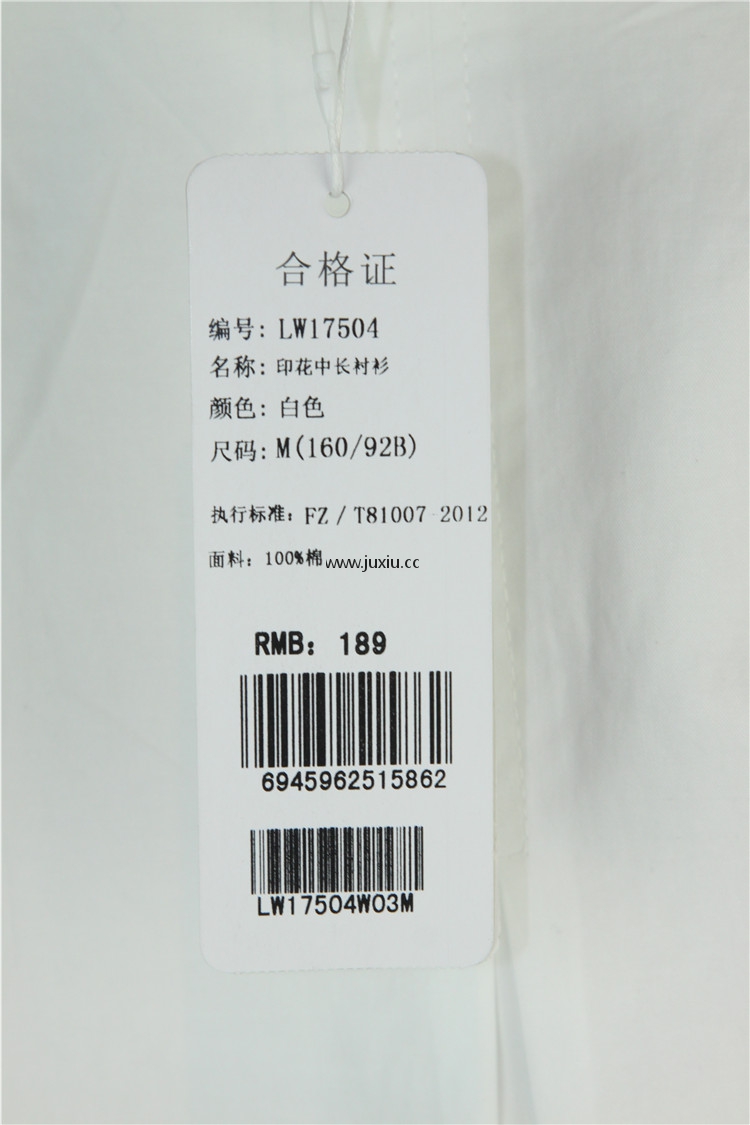 合格证
编号: LW17504
名称: 印花中长衬衫
颜色: 白色
尺码: M(160/92B)
执行标准: FZ / T81007-2012
面料: 100%棉
www.juxiu.cc
RMB: 189
6945962515862
LW17504W03M